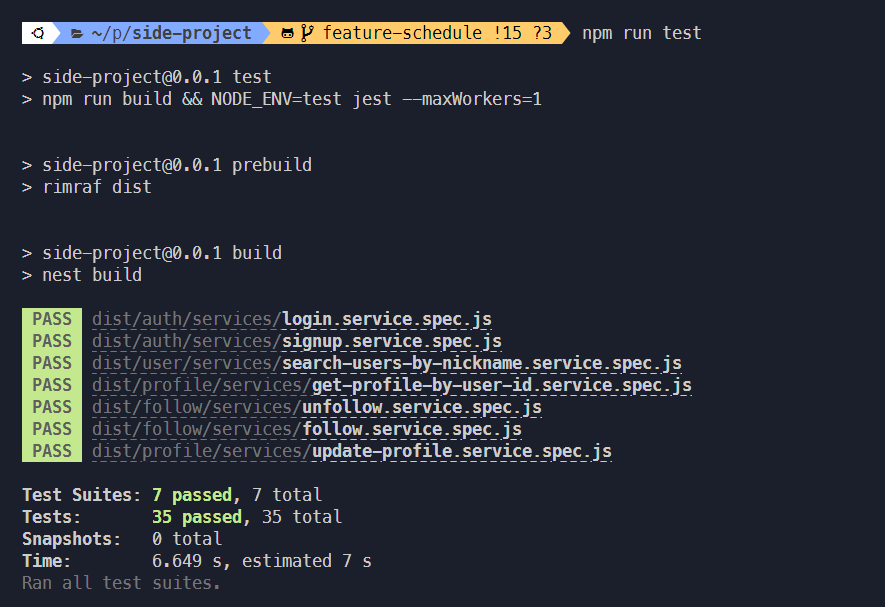 ~/p/side-project feature-schedule !15 ?3 npm run test
> side-project@0.0.1 test
> npm run build && NODE_ENV=test jest --maxWorkers=1
> side-project@0.0.1 prebuild
> rimraf dist
> side-project@0.0.1 build
> nest build
PASS dist/auth/services/login.service.spec.js
PASS dist/auth/services/signup.service.spec.js
PASS dist/user/services/search-users-by-nickname.service.spec.js
PASS dist/profile/services/get-profile-by-user-id.service.spec.js
PASS dist/follow/services/unfollow.service.spec.js
PASS dist/follow/services/follow.service.spec.js
PASS dist/profile/services/update-profile.service.spec.js
Test Suites: 7 passed, 7 total
Tests: 35 passed, 35 total
Snapshots: 0 total
Time: 6.649 s, estimated 7 s
Ran all test suites.